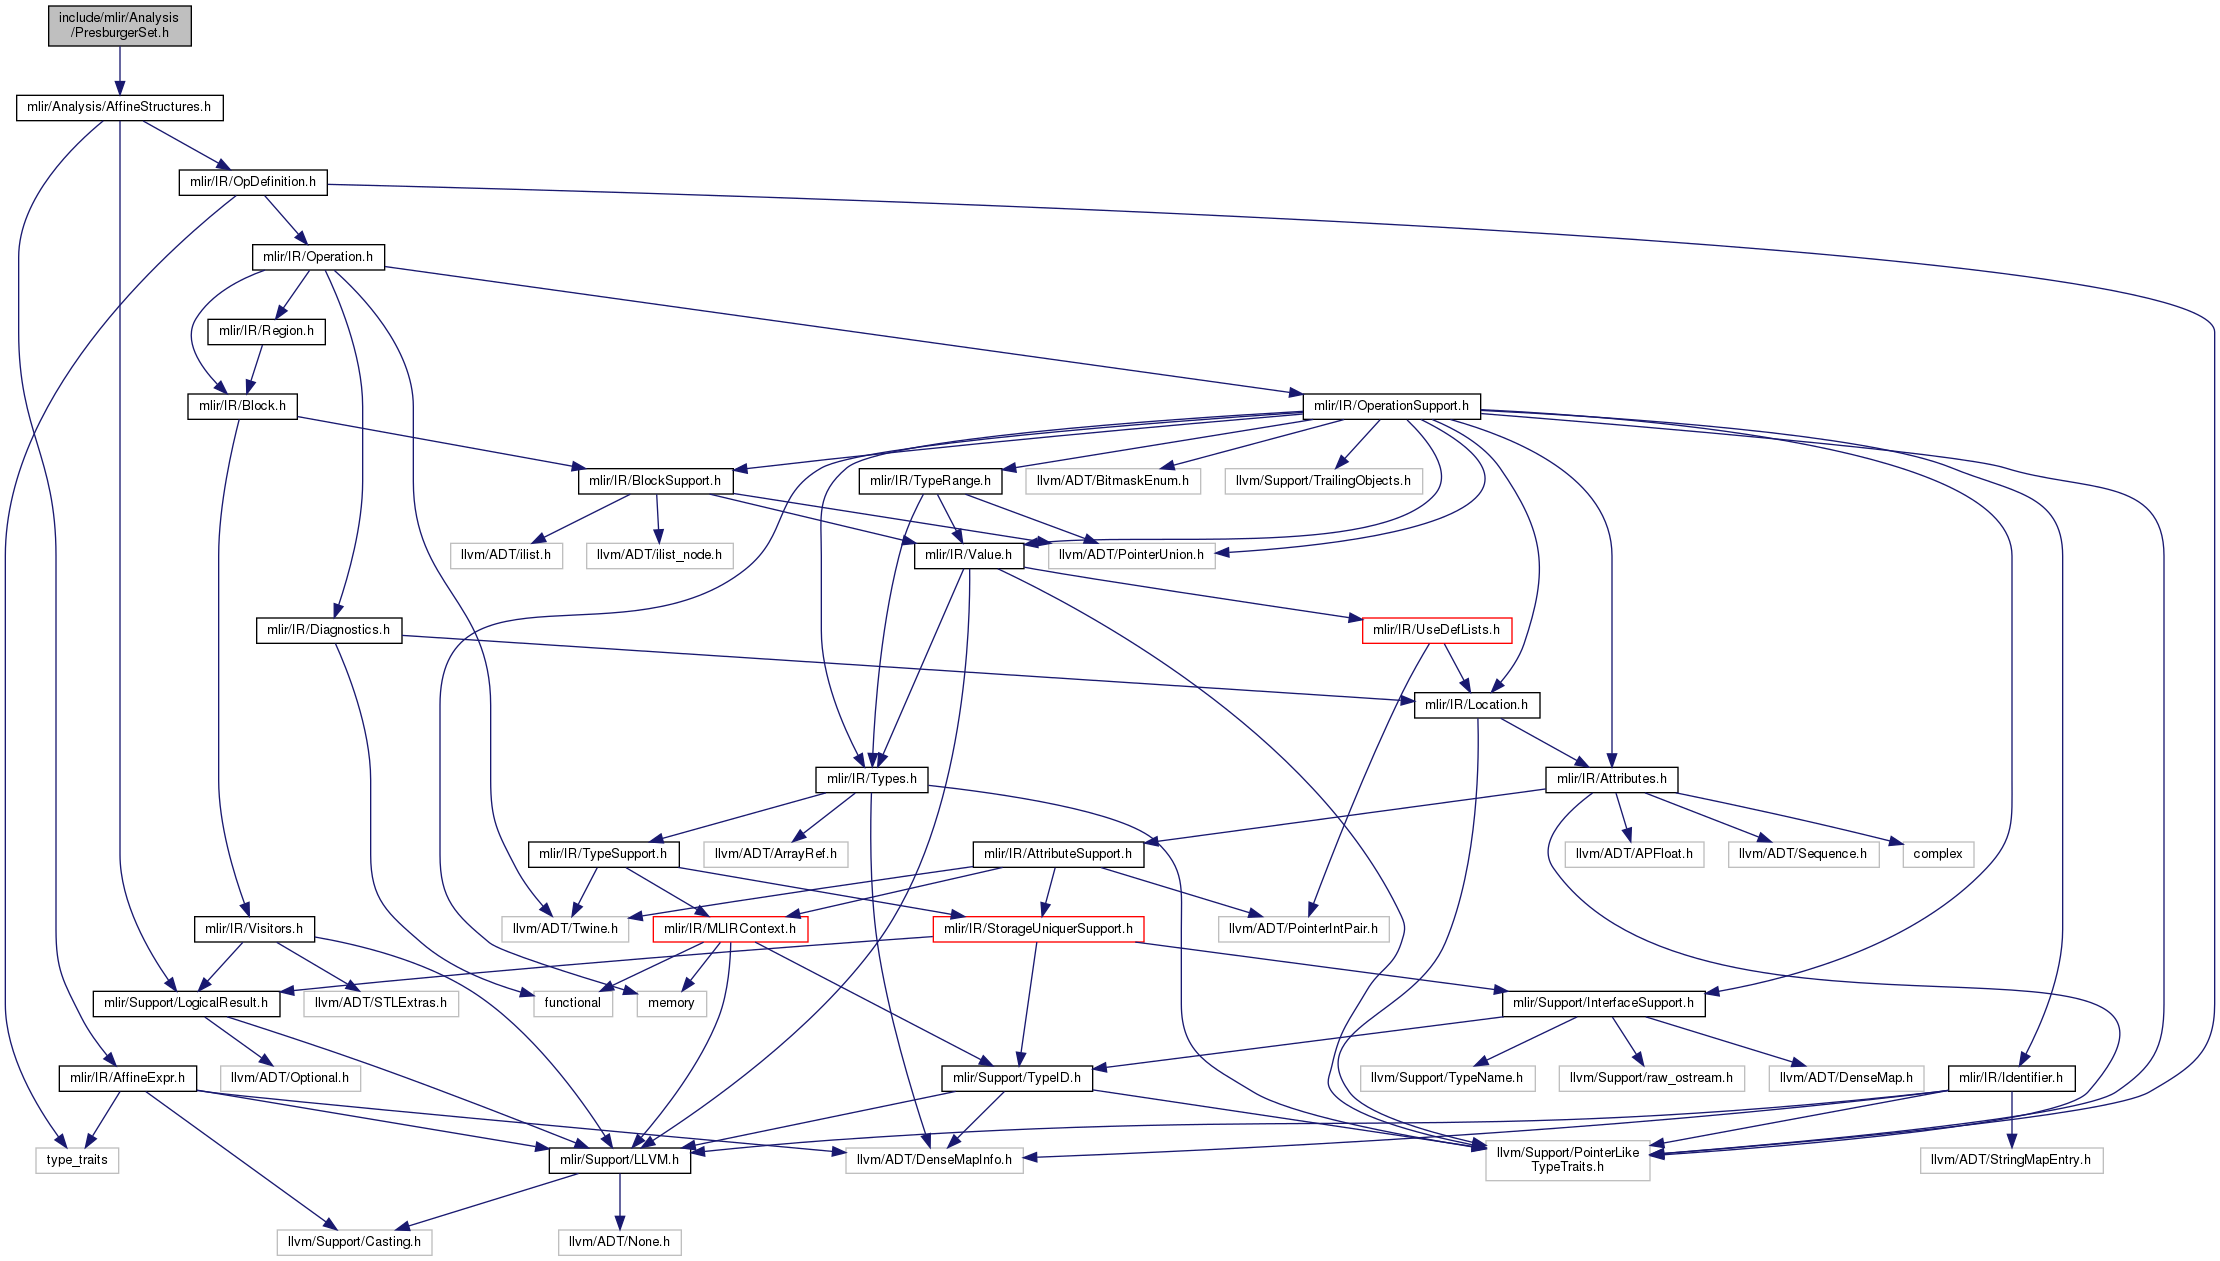 include/mlir/Analysis
/PresburgerSet.h
mlir/Analysis/AffineStructures.h
mlir/IR/OpDefinition.h
mlir/IR/Operation.h
mlir/IR/Region.h
mlir/IR/Block.h
mlir/IR/OperationSupport.h
mlir/IR/BlockSupport.h
mlir/IR/TypeRange.h
llvm/ADT/BitmaskEnum.h
llvm/Support/TrailingObjects.h
llvm/ADT/ilist.h
llvm/ADT/ilist_node.h
mlir/IR/Value.h
llvm/ADT/PointerUnion.h
mlir/IR/Diagnostics.h
mlir/IR/UseDefLists.h
mlir/IR/Location.h
mlir/IR/Types.h
mlir/IR/Attributes.h
mlir/IR/TypeSupport.h
llvm/ADT/ArrayRef.h
mlir/IR/AttributeSupport.h
llvm/ADT/APFloat.h
llvm/ADT/Sequence.h
complex
mlir/IR/Visitors.h
llvm/ADT/Twine.h
mlir/IR/MLIRContext.h
mlir/IR/StorageUniquerSupport.h
llvm/ADT/PointerIntPair.h
mlir/Support/LogicalResult.h
llvm/ADT/STLExtras.h
functional
memory
mlir/Support/InterfaceSupport.h
mlir/IR/AffineExpr.h
llvm/ADT/Optional.h
mlir/Support/TypeID.h
llvm/Support/TypeName.h
llvm/Support/raw_ostream.h
llvm/ADT/DenseMap.h
mlir/IR/Identifier.h
type_traits
mlir/Support/LLVM.h
llvm/ADT/DenseMapInfo.h
llvm/Support/PointerLike
TypeTraits.h
llvm/ADT/StringMapEntry.h
llvm/Support/Casting.h
llvm/ADT/None.h